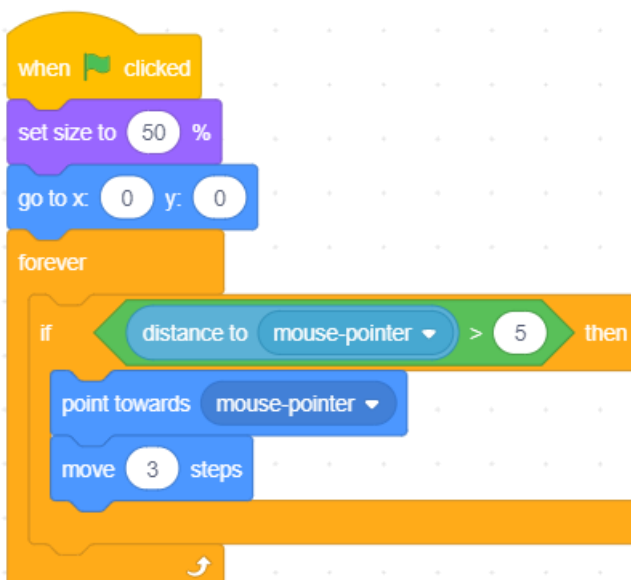 when clicked
set size to 50 %
go to x: 0 y: 0
forever
if distance to mouse-pointer > 5 then
point towards mouse-pointer
move 3 steps